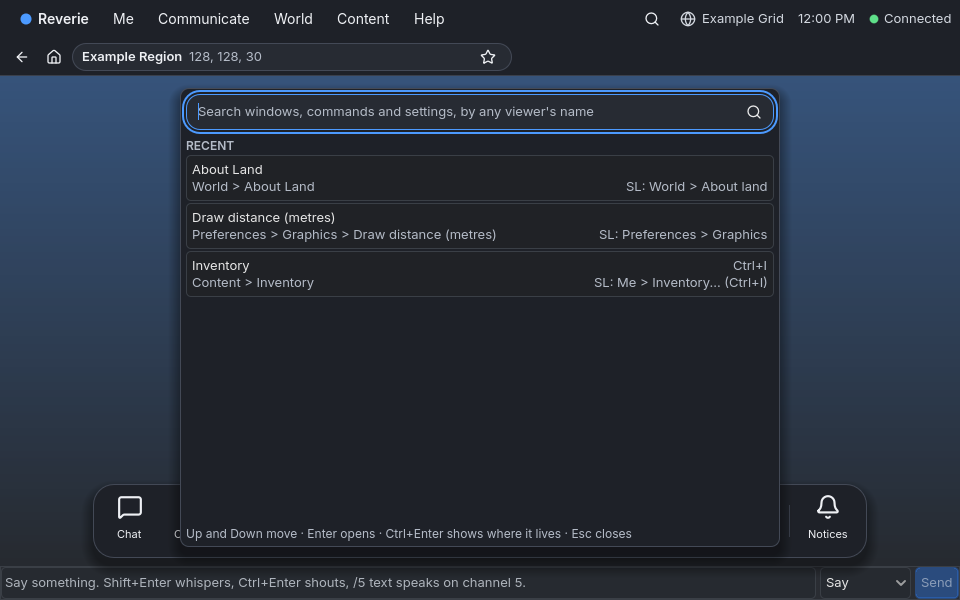 Reverie Me Communicate World Content Help Example Grid 12:00 PM Connected
Example Region 128, 128, 30
Search windows, commands and settings, by any viewer's name
RECENT
About Land
World > About Land SL: World > About land
Draw distance (metres)
Preferences > Graphics > Draw distance (metres) SL: Preferences > Graphics
Inventory Ctrl+I
Content > Inventory SL: Me > Inventory... (Ctrl+I)
Up and Down move · Enter opens · Ctrl+Enter shows where it lives · Esc closes
Chat Notices
Say something. Shift+Enter whispers, Ctrl+Enter shouts, /5 text speaks on channel 5. Say Send